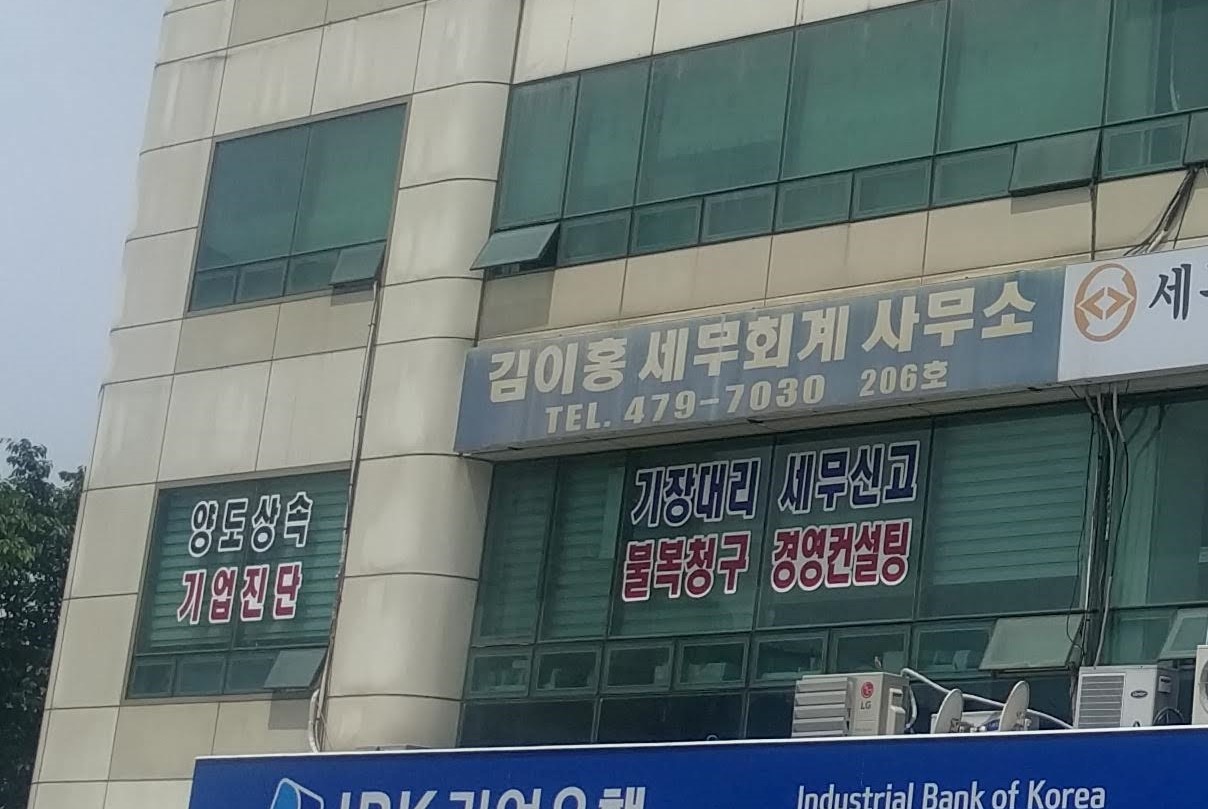 김이홍 세무회계 사무소
TEL. 479-7030 206호
기장대리 세무신고
불복청구 경영컨설팅
양도상속
기업진단
LG
Industrial Bank of Korea